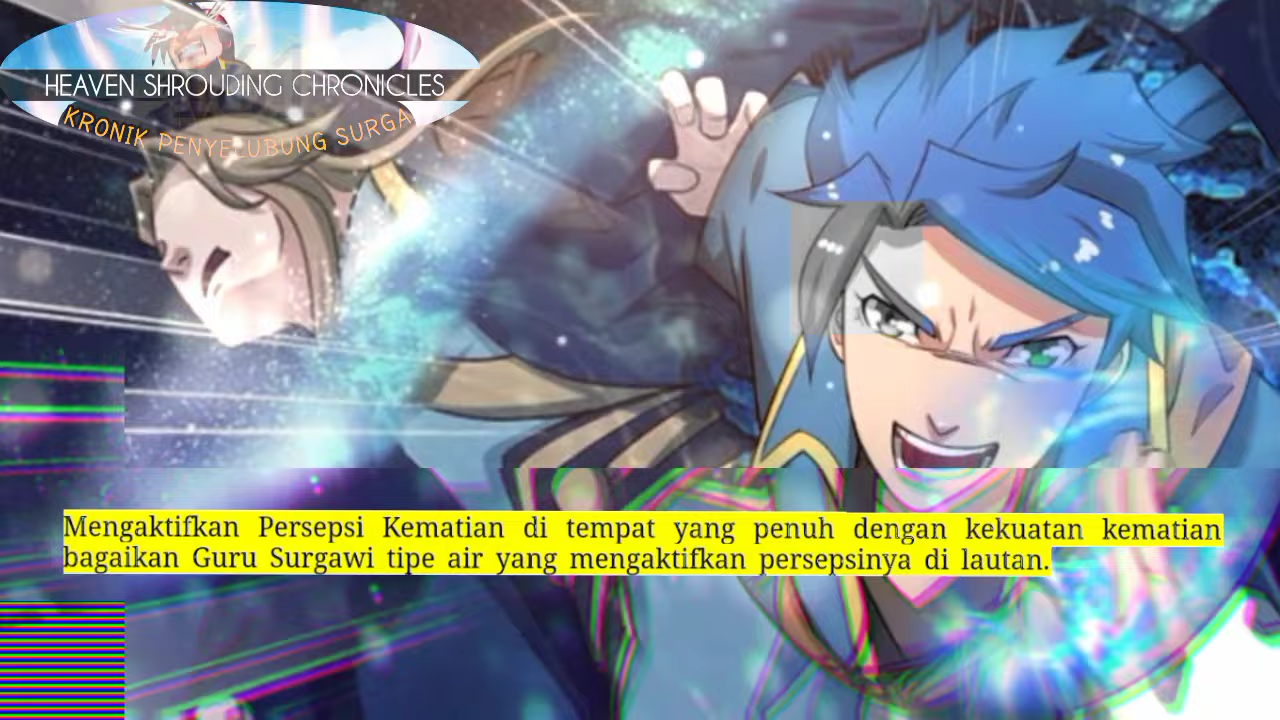 HEAVEN SHROUDING CHRONICLES
KRONIK PENYELUBUNG SURGA
Mengaktifkan Persepsi Kematian di tempat yang penuh dengan kekuatan kematian
bagaikan Guru Surgawi tipe air yang mengaktifkan persepsinya di lautan.